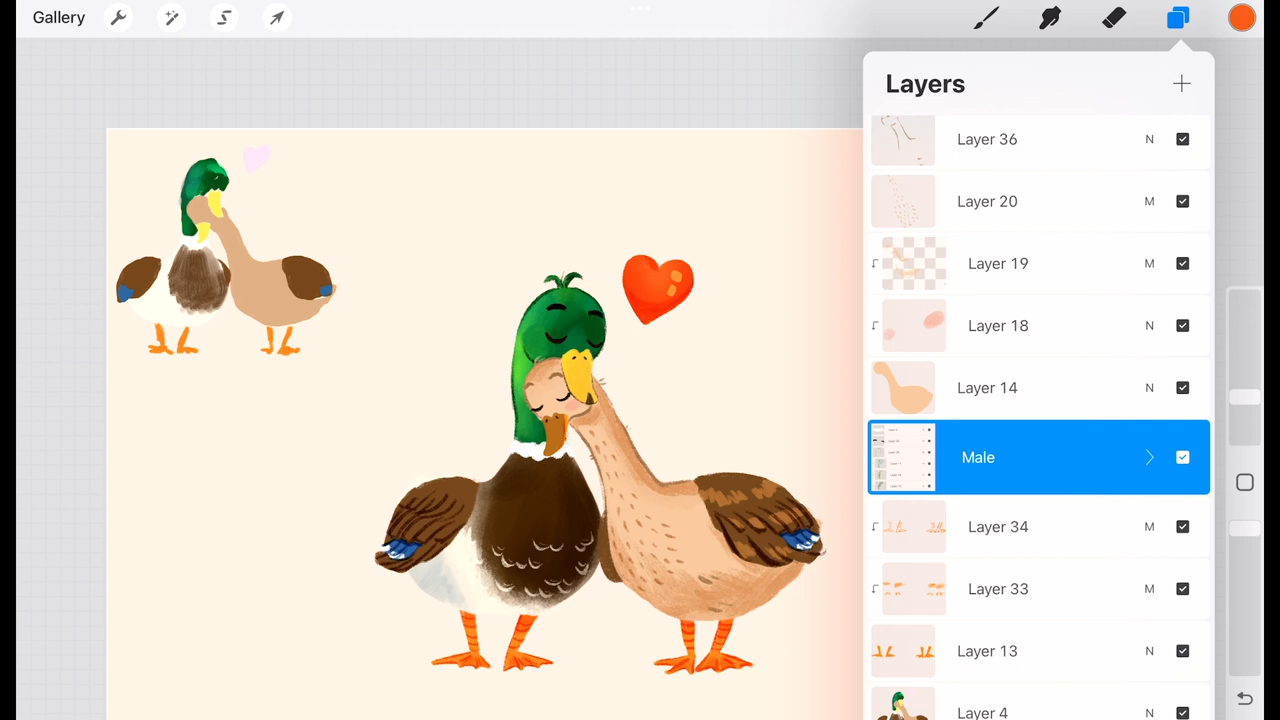 Gallery
Layers
Layer 36 N
Layer 20 M
Layer 19 M
Layer 18 N
Layer 14 N
Male
Layer 34 M
Layer 33 M
Layer 13 N
Layer 4 N